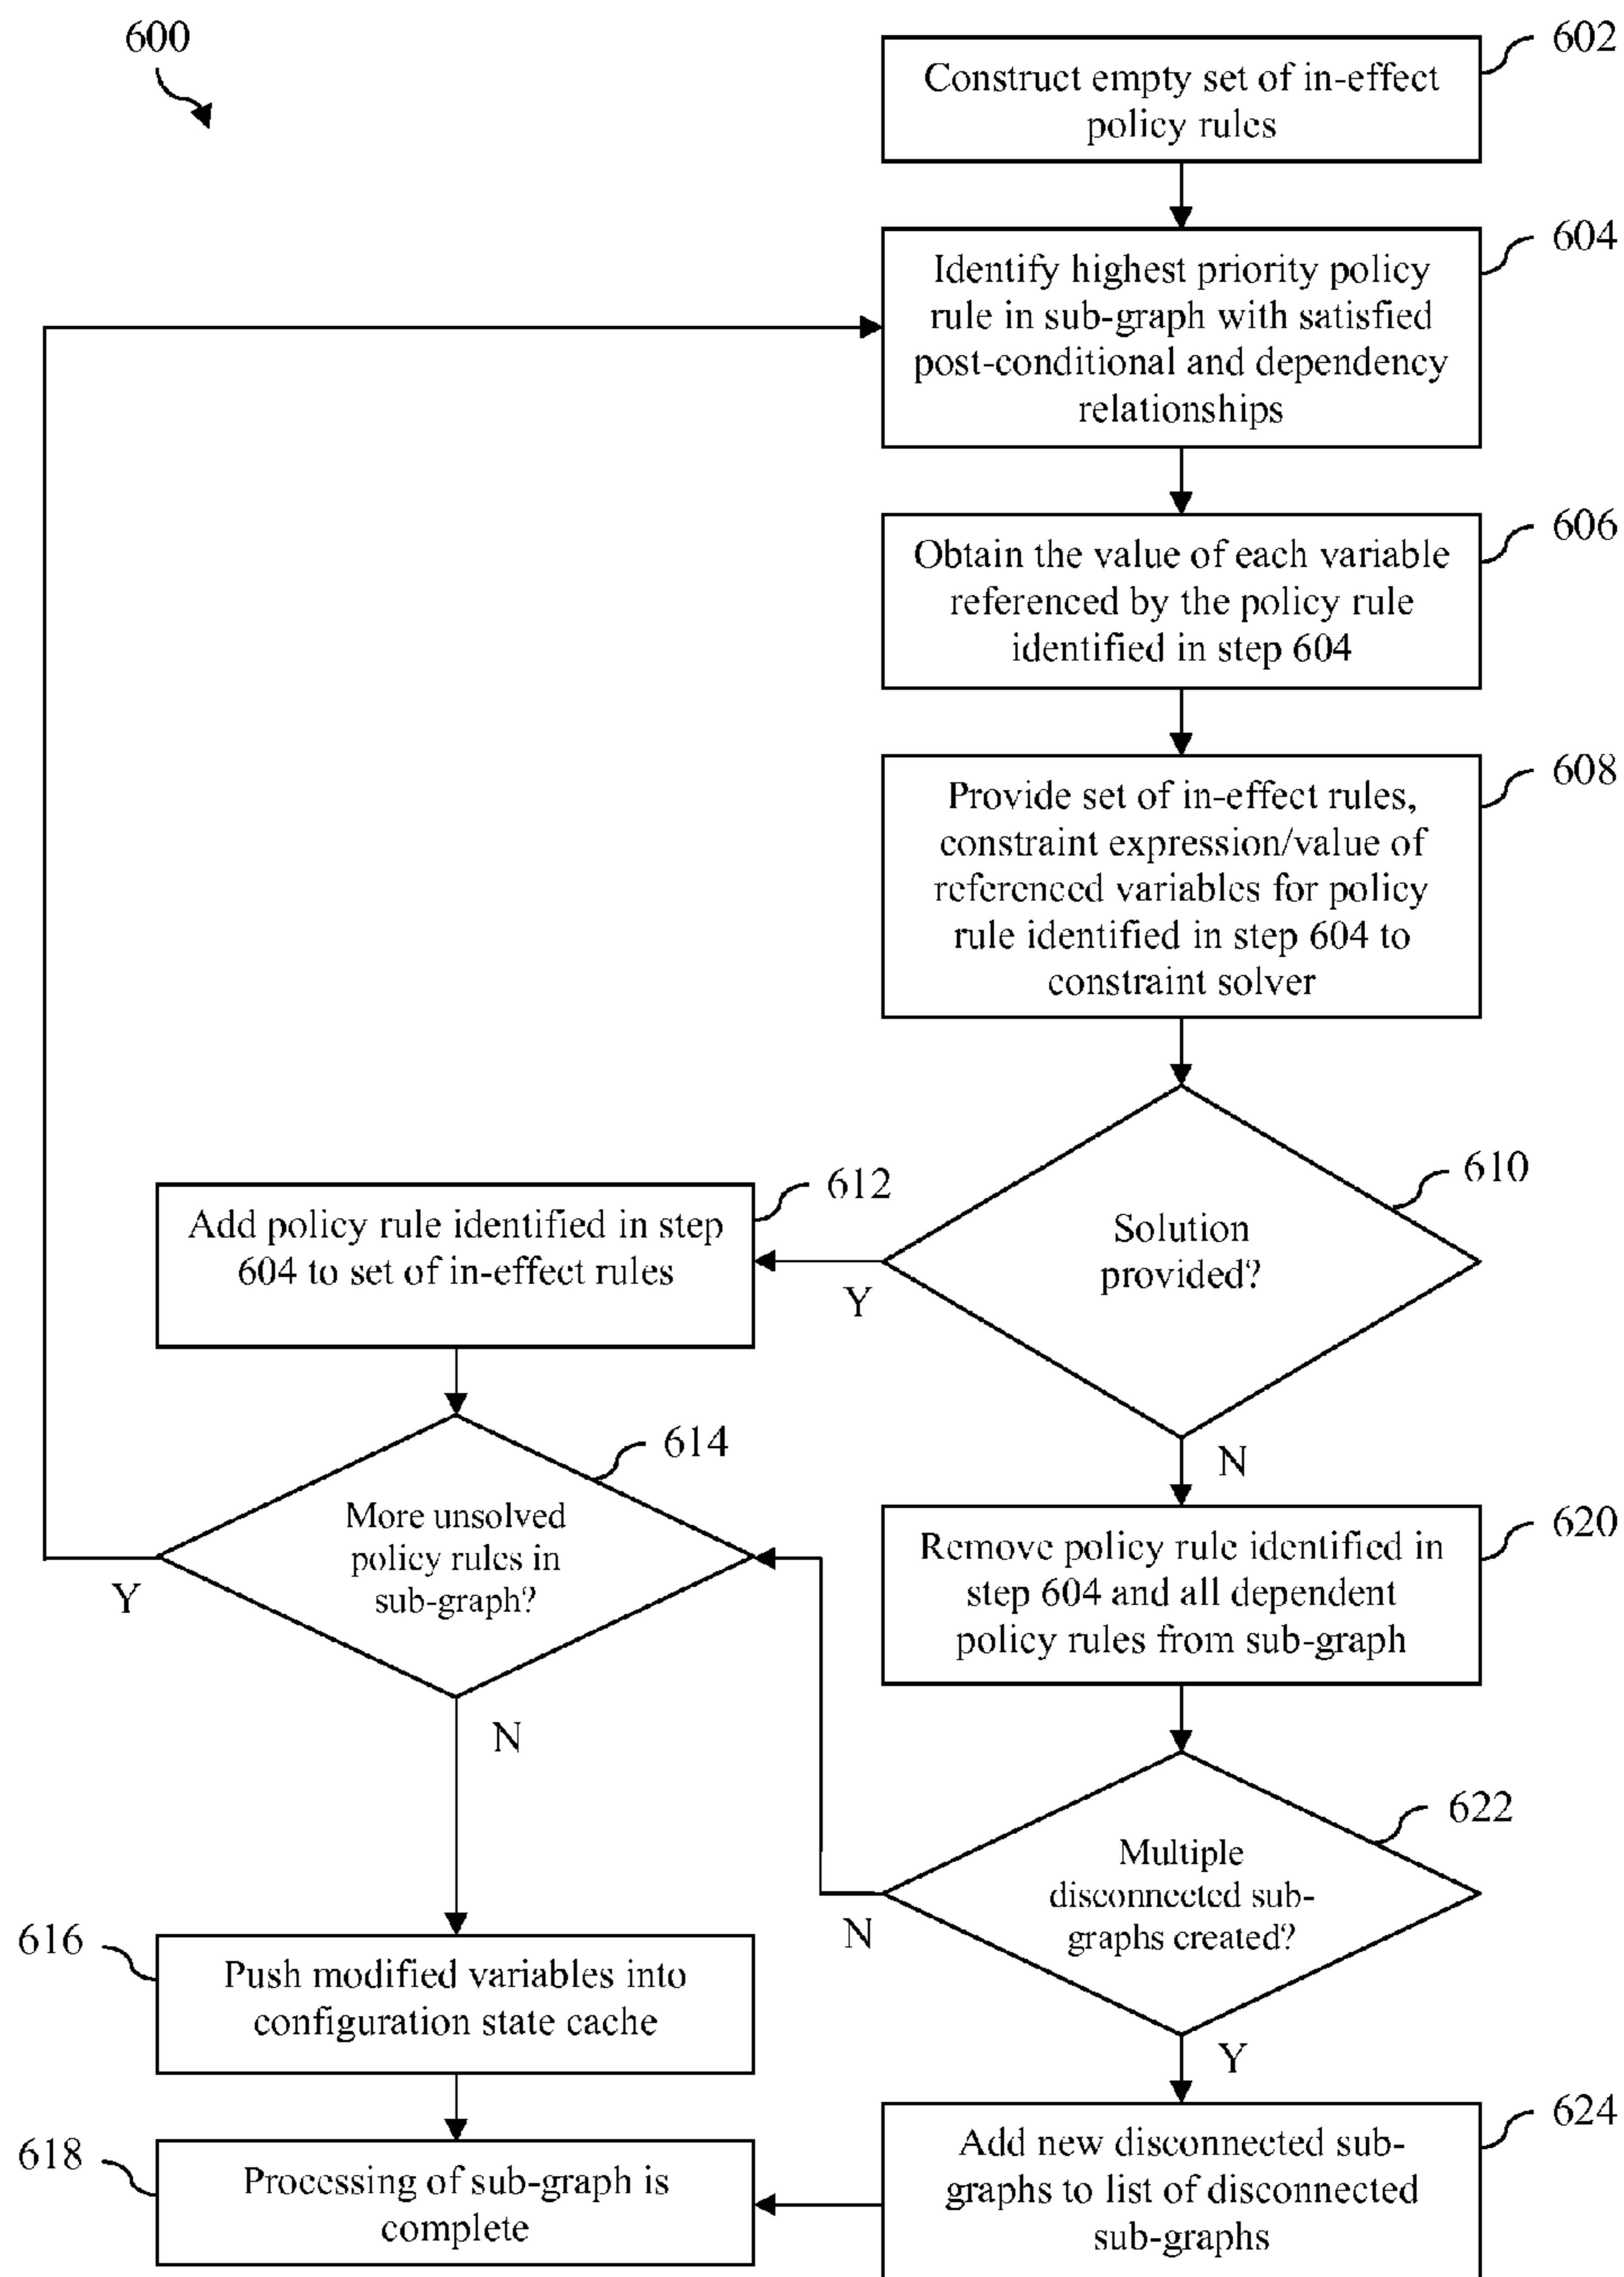 600
602
Construct empty set of in-effect
policy rules
604
Identify highest priority policy
rule in sub-graph with satisfied
post-conditional and dependency
relationships
606
Obtain the value of each variable
referenced by the policy rule
identified in step 604
608
Provide set of in-effect rules,
constraint expression/value of
referenced variables for policy
rule identified in step 604 to
constraint solver
610
Solution
provided?
Y
N
612
Add policy rule identified in step
604 to set of in-effect rules
614
More unsolved
policy rules in
sub-graph?
Y
N
620
Remove policy rule identified in
step 604 and all dependent
policy rules from sub-graph
622
Multiple
disconnected sub-
graphs created?
N
Y
616
Push modified variables into
configuration state cache
618
Processing of sub-graph is
complete
624
Add new disconnected sub-
graphs to list of disconnected
sub-graphs